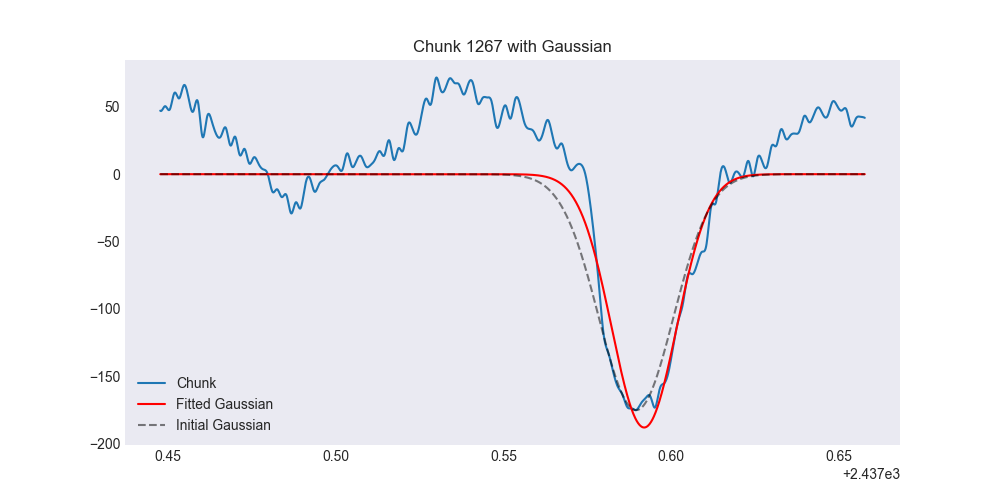 Chunk 1267 with Gaussian
50
0
−50
−100
−150
−200
Chunk
Fitted Gaussian
Initial Gaussian
0.45 0.50 0.55 0.60 0.65
+2.437e3